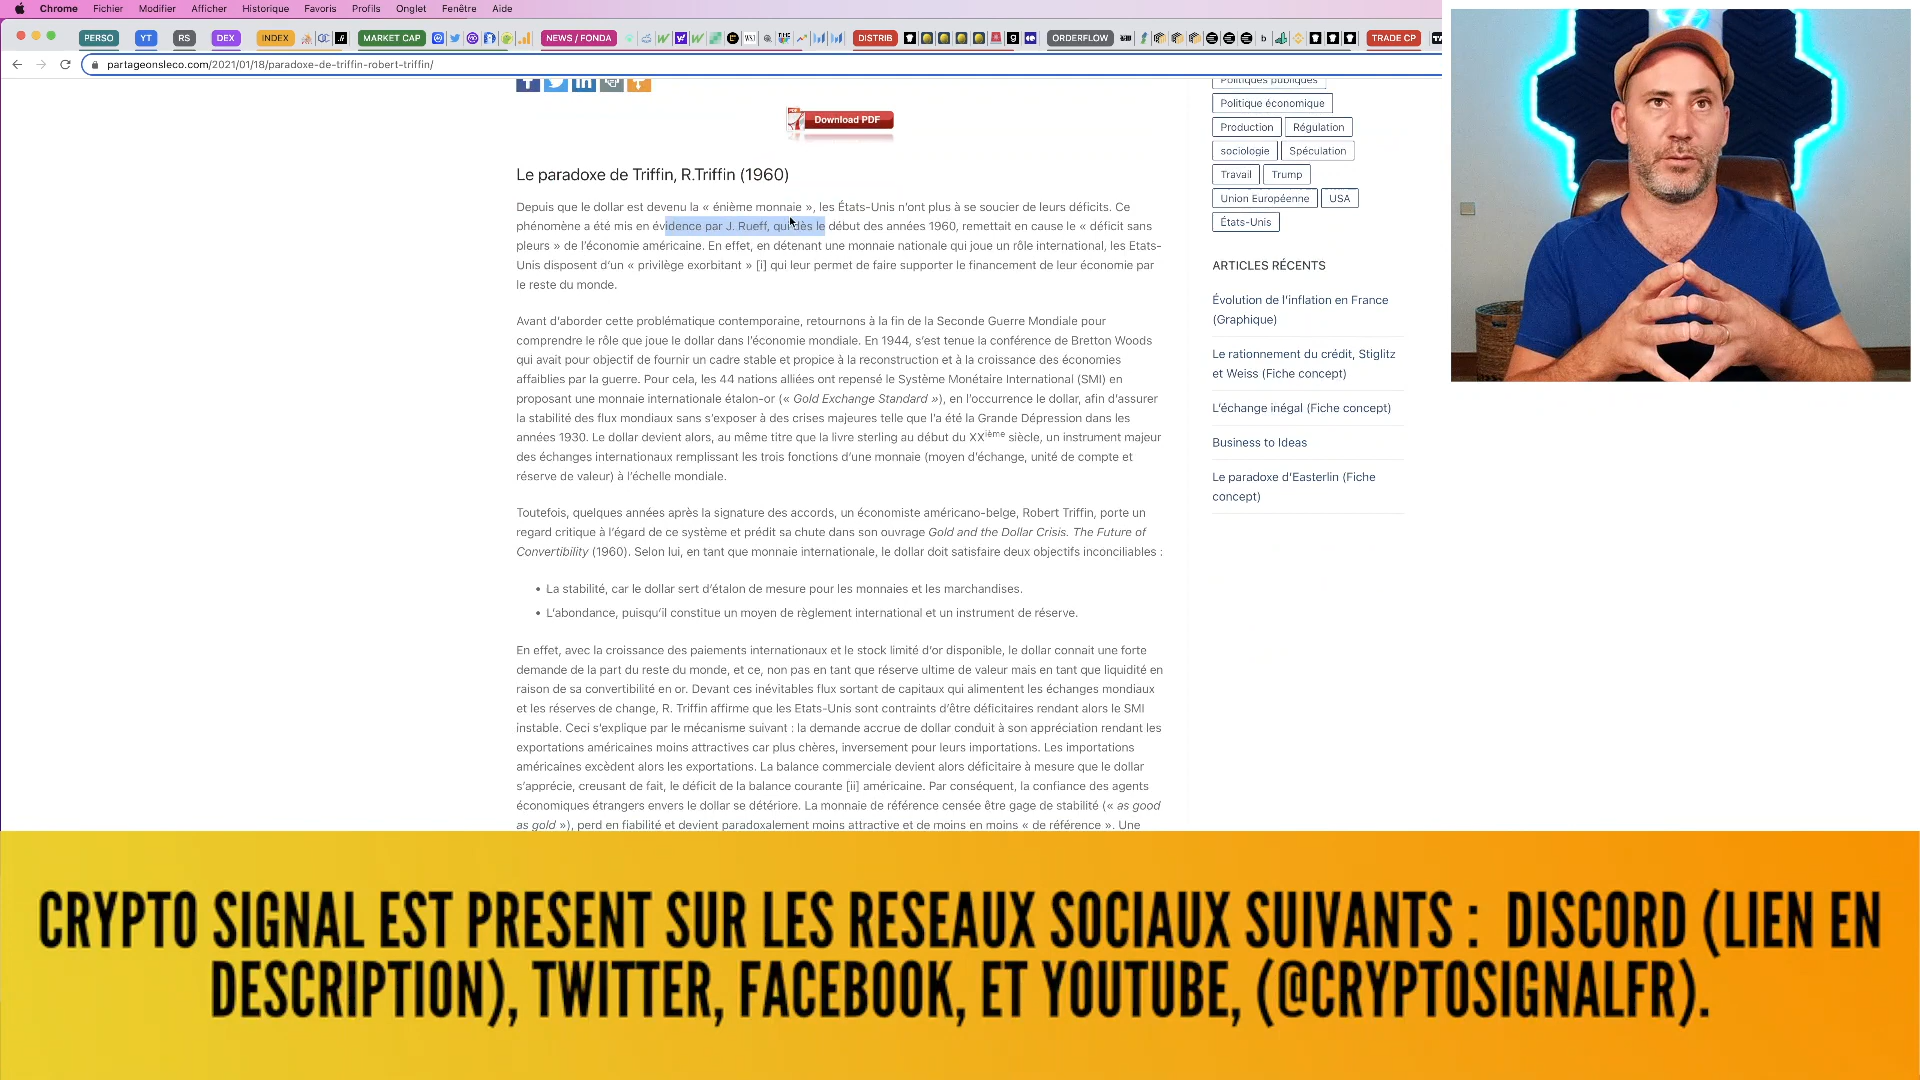 Chrome Fichier Modifier Afficher Historique Favoris Profils Onglet Fenêtre Aide
PERSO YT RS DEX INDEX MARKET CAP NEWS / FONDA DISTRIB ORDERFLOW TRADE CP
partageonsleco.com/2021/01/18/paradoxe-de-triffin-robert-triffin/
Download PDF
Le paradoxe de Triffin, R.Triffin (1960)
Depuis que le dollar est devenu la « énième monnaie », les États-Unis n'ont plus à se soucier de leurs déficits. Ce
phénomène a été mis en évidence par J. Rueff, qui dès le début des années 1960, remettait en cause le « déficit sans
pleurs » de l'économie américaine. En effet, en détenant une monnaie nationale qui joue un rôle international, les Etats-
Unis disposent d'un « privilège exorbitant » [i] qui leur permet de faire supporter le financement de leur économie par
le reste du monde.
Avant d'aborder cette problématique contemporaine, retournons à la fin de la Seconde Guerre Mondiale pour
comprendre le rôle que joue le dollar dans l'économie mondiale. En 1944, s'est tenue la conférence de Bretton Woods
qui avait pour objectif de fournir un cadre stable et propice à la reconstruction et à la croissance des économies
affaiblies par la guerre. Pour cela, les 44 nations alliées ont repensé le Système Monétaire International (SMI) en
proposant une monnaie internationale étalon-or (« Gold Exchange Standard »), en l'occurrence le dollar, afin d'assurer
la stabilité des flux mondiaux sans s'exposer à des crises majeures telle que l'a été la Grande Dépression dans les
années 1930. Le dollar devient alors, au même titre que la livre sterling au début du XXième siècle, un instrument majeur
des échanges internationaux remplissant les trois fonctions d'une monnaie (moyen d'échange, unité de compte et
réserve de valeur) à l'échelle mondiale.
Toutefois, quelques années après la signature des accords, un économiste américano-belge, Robert Triffin, porte un
regard critique à l'égard de ce système et prédit sa chute dans son ouvrage Gold and the Dollar Crisis. The Future of
Convertibility (1960). Selon lui, en tant que monnaie internationale, le dollar doit satisfaire deux objectifs inconciliables :
• La stabilité, car le dollar sert d'étalon de mesure pour les monnaies et les marchandises.
• L'abondance, puisqu'il constitue un moyen de règlement international et un instrument de réserve.
En effet, avec la croissance des paiements internationaux et le stock limité d'or disponible, le dollar connait une forte
demande de la part du reste du monde, et ce, non pas en tant que réserve ultime de valeur mais en tant que liquidité en
raison de sa convertibilité en or. Devant ces inévitables flux sortant de capitaux qui alimentent les échanges mondiaux
et les réserves de change, R. Triffin affirme que les Etats-Unis sont contraints d'être déficitaires rendant alors le SMI
instable. Ceci s'explique par le mécanisme suivant : la demande accrue de dollar conduit à son appréciation rendant les
exportations américaines moins attractives car plus chères, inversement pour leurs importations. Les importations
américaines excèdent alors les exportations. La balance commerciale devient alors déficitaire à mesure que le dollar
s'apprécie, creusant de fait, le déficit de la balance courante [ii] américaine. Par conséquent, la confiance des agents
économiques étrangers envers le dollar se détériore. La monnaie de référence censée être gage de stabilité (« as good
as gold »), perd en fiabilité et devient paradoxalement moins attractive et de moins en moins « de référence ». Une
Politiques publiques
Politique économique
Production Régulation
sociologie Spéculation
Travail Trump
Union Européenne USA
États-Unis
ARTICLES RÉCENTS
Évolution de l'inflation en France
(Graphique)
Le rationnement du crédit, Stiglitz
et Weiss (Fiche concept)
L'échange inégal (Fiche concept)
Business to Ideas
Le paradoxe d'Easterlin (Fiche
concept)
CRYPTO SIGNAL EST PRESENT SUR LES RESEAUX SOCIAUX SUIVANTS : DISCORD (LIEN EN
DESCRIPTION), TWITTER, FACEBOOK, ET YOUTUBE, (@CRYPTOSIGNALFR).